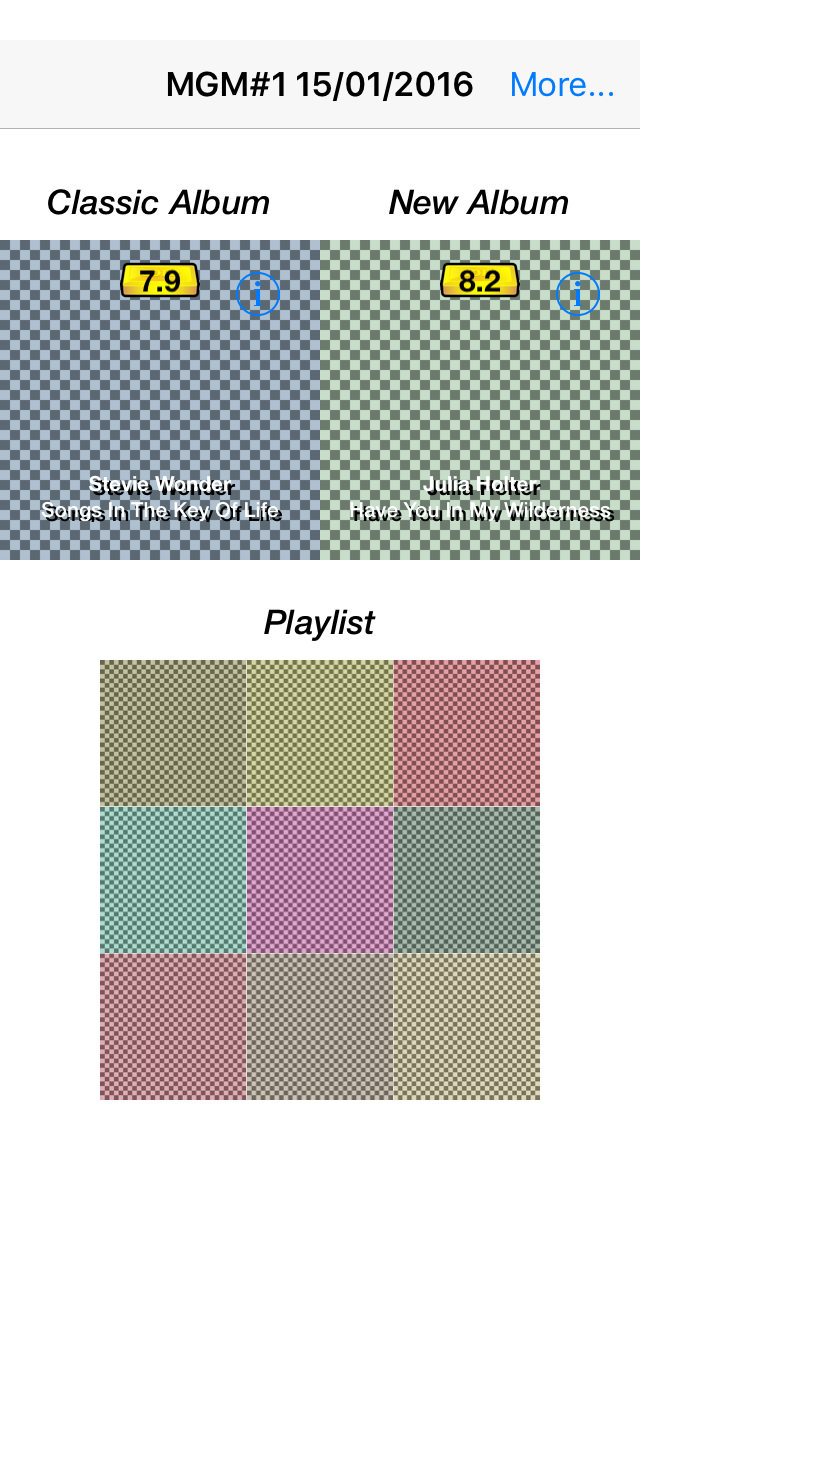 MGM#1 15/01/2016 More...
Classic Album New Album
7.9 i 8.2 i
Stevie Wonder Julia Holter
Songs In The Key Of Life Have You In My Wilderness
Playlist